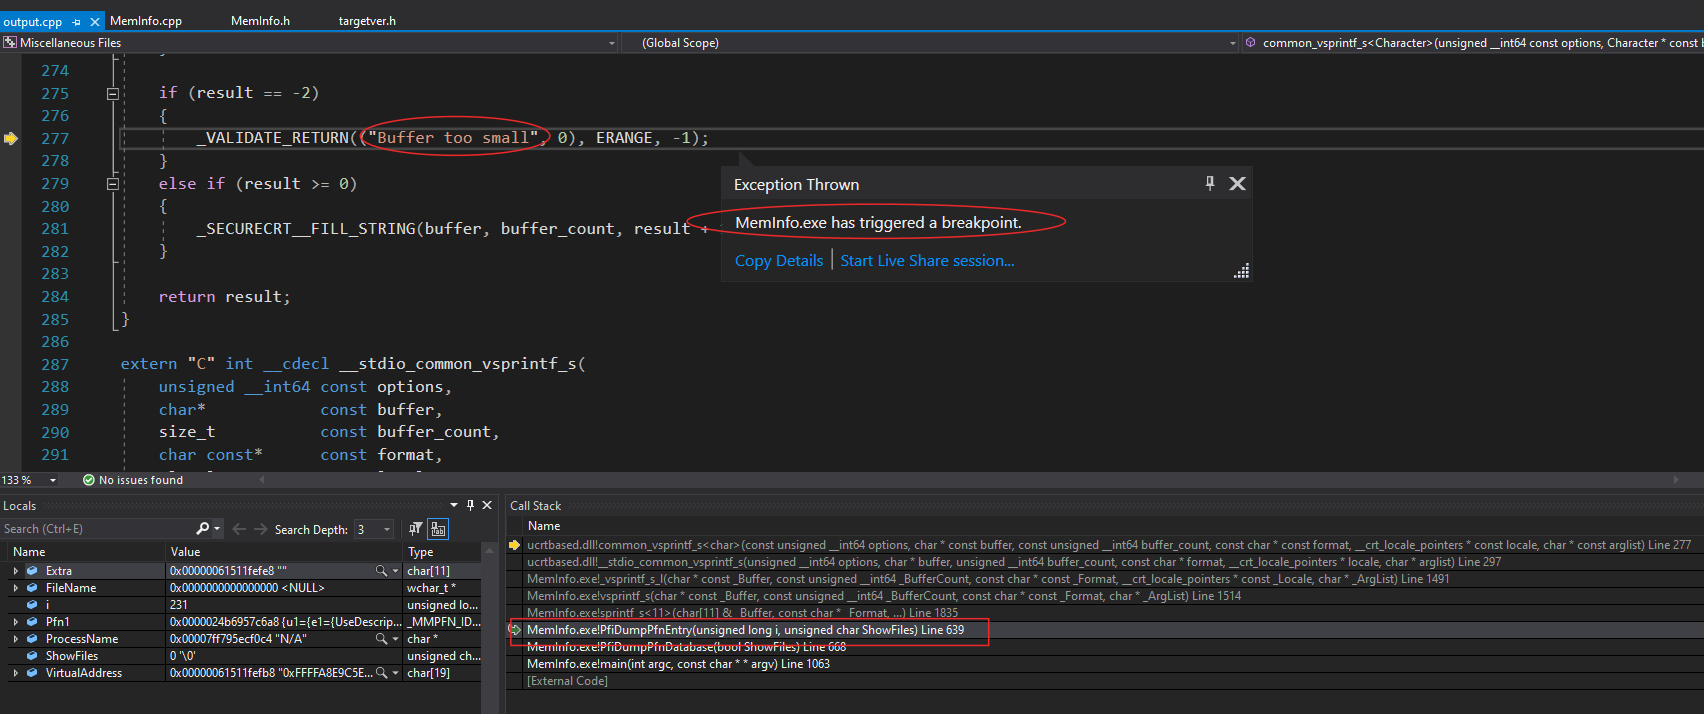 output.cpp
MemInfo.cpp
MemInfo.h
targetver.h
Miscellaneous Files
(Global Scope)
common_vsprintf_s<Character>(unsigned __int64 const options, Character * const b
274
275 if (result == -2)
276 {
277 _VALIDATE_RETURN(("Buffer too small", 0), ERANGE, -1);
278 }
279 else if (result >= 0)
280 {
281 _SECURECRT__FILL_STRING(buffer, buffer_count, result +
282 }
283
284 return result;
285 }
286
287 extern "C" int __cdecl __stdio_common_vsprintf_s(
288 unsigned __int64 const options,
289 char* const buffer,
290 size_t const buffer_count,
291 char const* const format,
Exception Thrown
MemInfo.exe has triggered a breakpoint.
Copy Details | Start Live Share session...
133 %
No issues found
Locals
Search (Ctrl+E)
Search Depth: 3
Name Value Type
Extra 0x00000061511fefe8 "" char[11]
FileName 0x0000000000000000 <NULL> wchar_t *
i 231 unsigned lo...
Pfn1 0x0000024b6957c6a8 {u1={e1={UseDescrip... _MMPFN_ID...
ProcessName 0x00007ff795ecf0c4 "N/A" char *
ShowFiles 0 '\0' unsigned ch...
VirtualAddress 0x00000061511fefb8 "0xFFFFA8E9C5E... char[19]
Call Stack
Name
ucrtbased.dll!common_vsprintf_s<char>(const unsigned __int64 options, char * const buffer, const unsigned __int64 buffer_count, const char * const format, __crt_locale_pointers * const locale, char * const arglist) Line 277
ucrtbased.dll!__stdio_common_vsprintf_s(unsigned __int64 options, char * buffer, unsigned __int64 buffer_count, const char * format, __crt_locale_pointers * locale, char * arglist) Line 297
MemInfo.exe!_vsprintf_s_l(char * const _Buffer, const unsigned __int64 _BufferCount, const char * const _Format, __crt_locale_pointers * const _Locale, char * _ArgList) Line 1491
MemInfo.exe!vsprintf_s(char * const _Buffer, const unsigned __int64 _BufferCount, const char * const _Format, char * _ArgList) Line 1514
MemInfo.exe!sprintf_s<11>(char[11] & _Buffer, const char * _Format, ...) Line 1835
MemInfo.exe!PfiDumpPfnEntry(unsigned long i, unsigned char ShowFiles) Line 639
MemInfo.exe!PfiDumpPfnDatabase(bool ShowFiles) Line 668
MemInfo.exe!main(int argc, const char * * argv) Line 1063
[External Code]